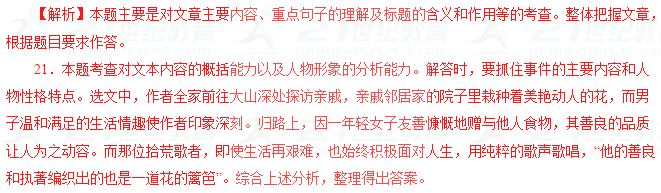 【解析】本题主要是对文章主要内容、重点句子的理解及标题的含义和作用等的考查。整体把握文章，
根据题目要求作答。
21．本题考查对文本内容的概括能力以及人物形象的分析能力。解答时，要抓住事件的主要内容和人
物性格特点。选文中，作者全家前往大山深处探访亲戚，亲戚邻居家的院子里栽种着美艳动人的花，而男
子温和满足的生活情趣使作者印象深刻。归路上，因一年轻女子友善慷慨地赠与他人食物，其善良的品质
让人为之动容。而那位拾荒歌者，即使生活再艰难，也始终积极面对人生，用纯粹的歌声歌唱，“他的善良
和执著编织出的也是一道花的篱笆”。综合上述分析，整理得出答案。